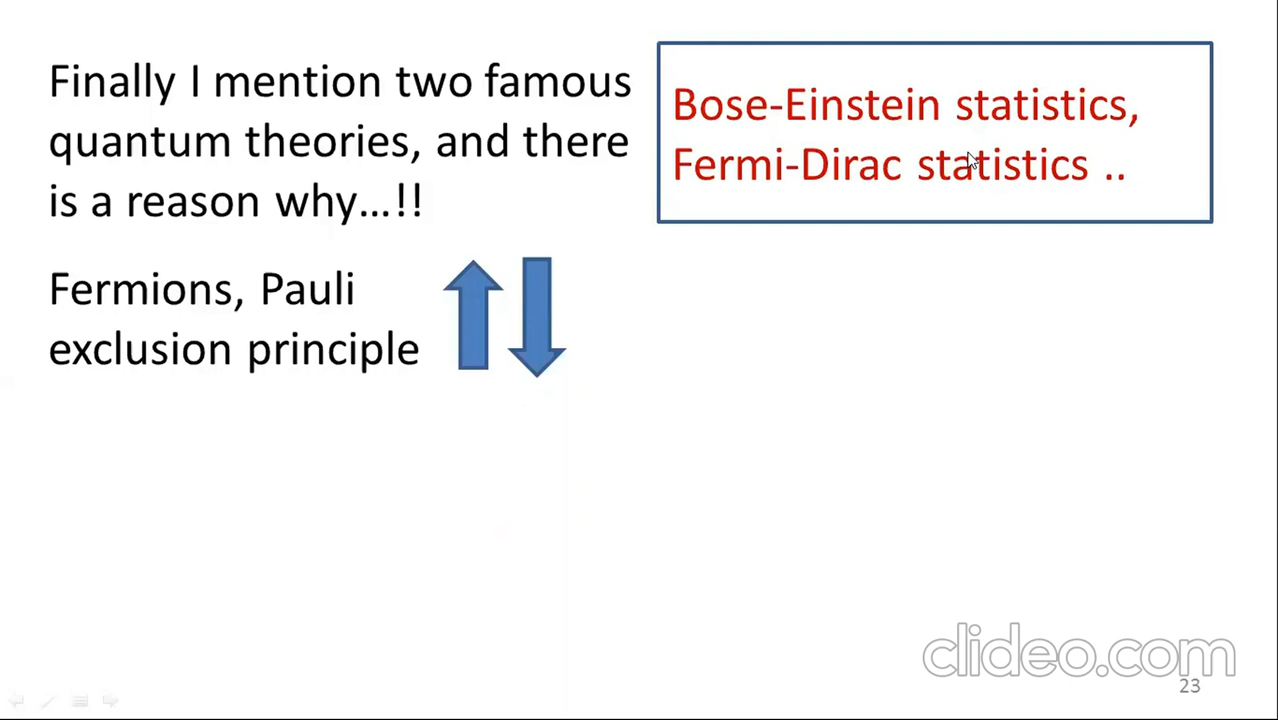 Finally I mention two famous
quantum theories, and there
is a reason why...!!
Bose-Einstein statistics,
Fermi-Dirac statistics ..
Fermions, Pauli
exclusion principle
clideo.com
23